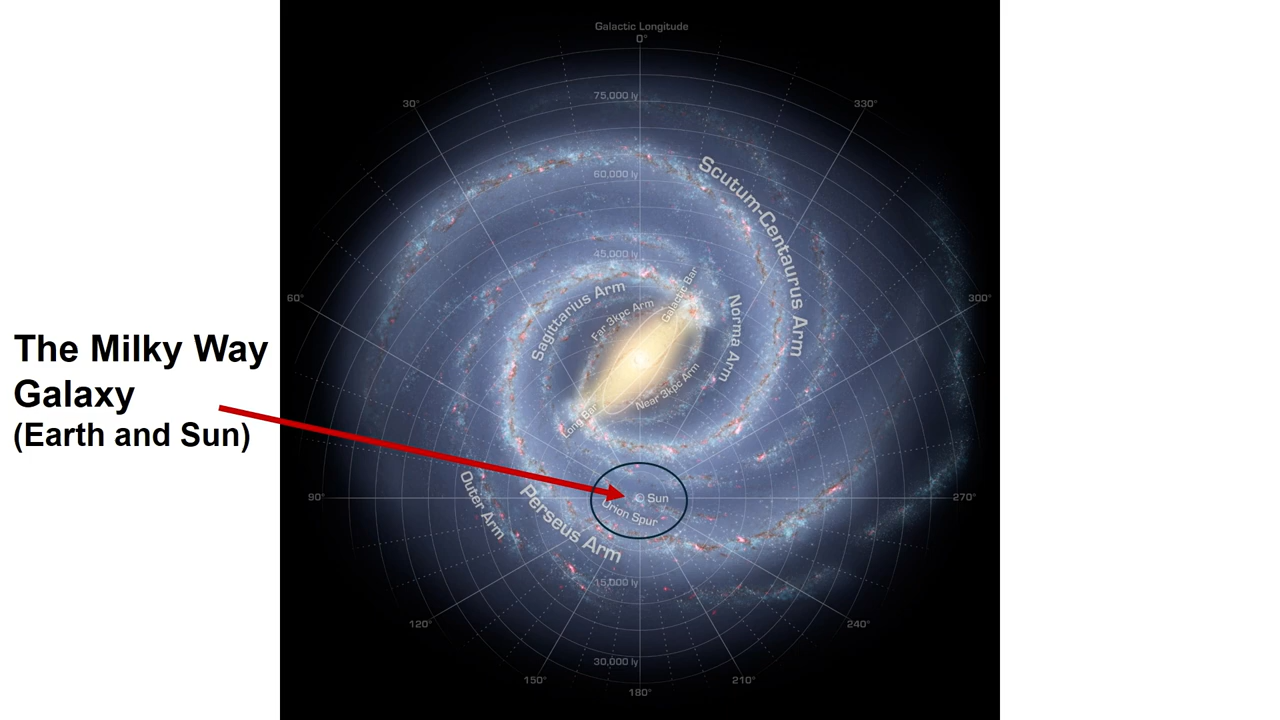 Galactic Longitude
0°
30°
330°
75,000 ly
60,000 ly
45,000 ly
Scutum-Centaurus Arm
Sagittarius Arm
Far 3kpc Arm
Galactic Bar
Norma Arm
Near 3kpc Arm
Long Bar
60°
300°
The Milky Way
Galaxy
(Earth and Sun)
90°
270°
Sun
Orion Spur
Outer Arm
Perseus Arm
15,000 ly
30,000 ly
120°
240°
150°
210°
180°